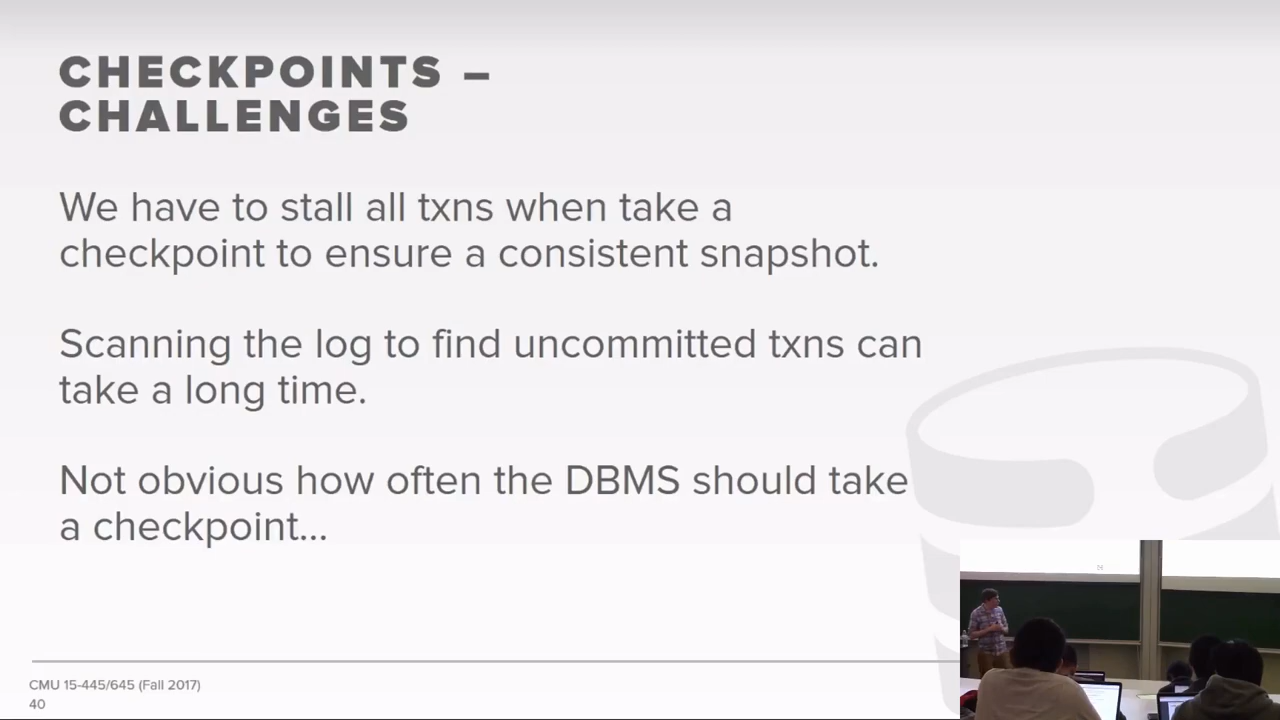 CHECKPOINTS –
CHALLENGES
We have to stall all txns when take a
checkpoint to ensure a consistent snapshot.
Scanning the log to find uncommitted txns can
take a long time.
Not obvious how often the DBMS should take
a checkpoint...
CMU 15-445/645 (Fall 2017)
40